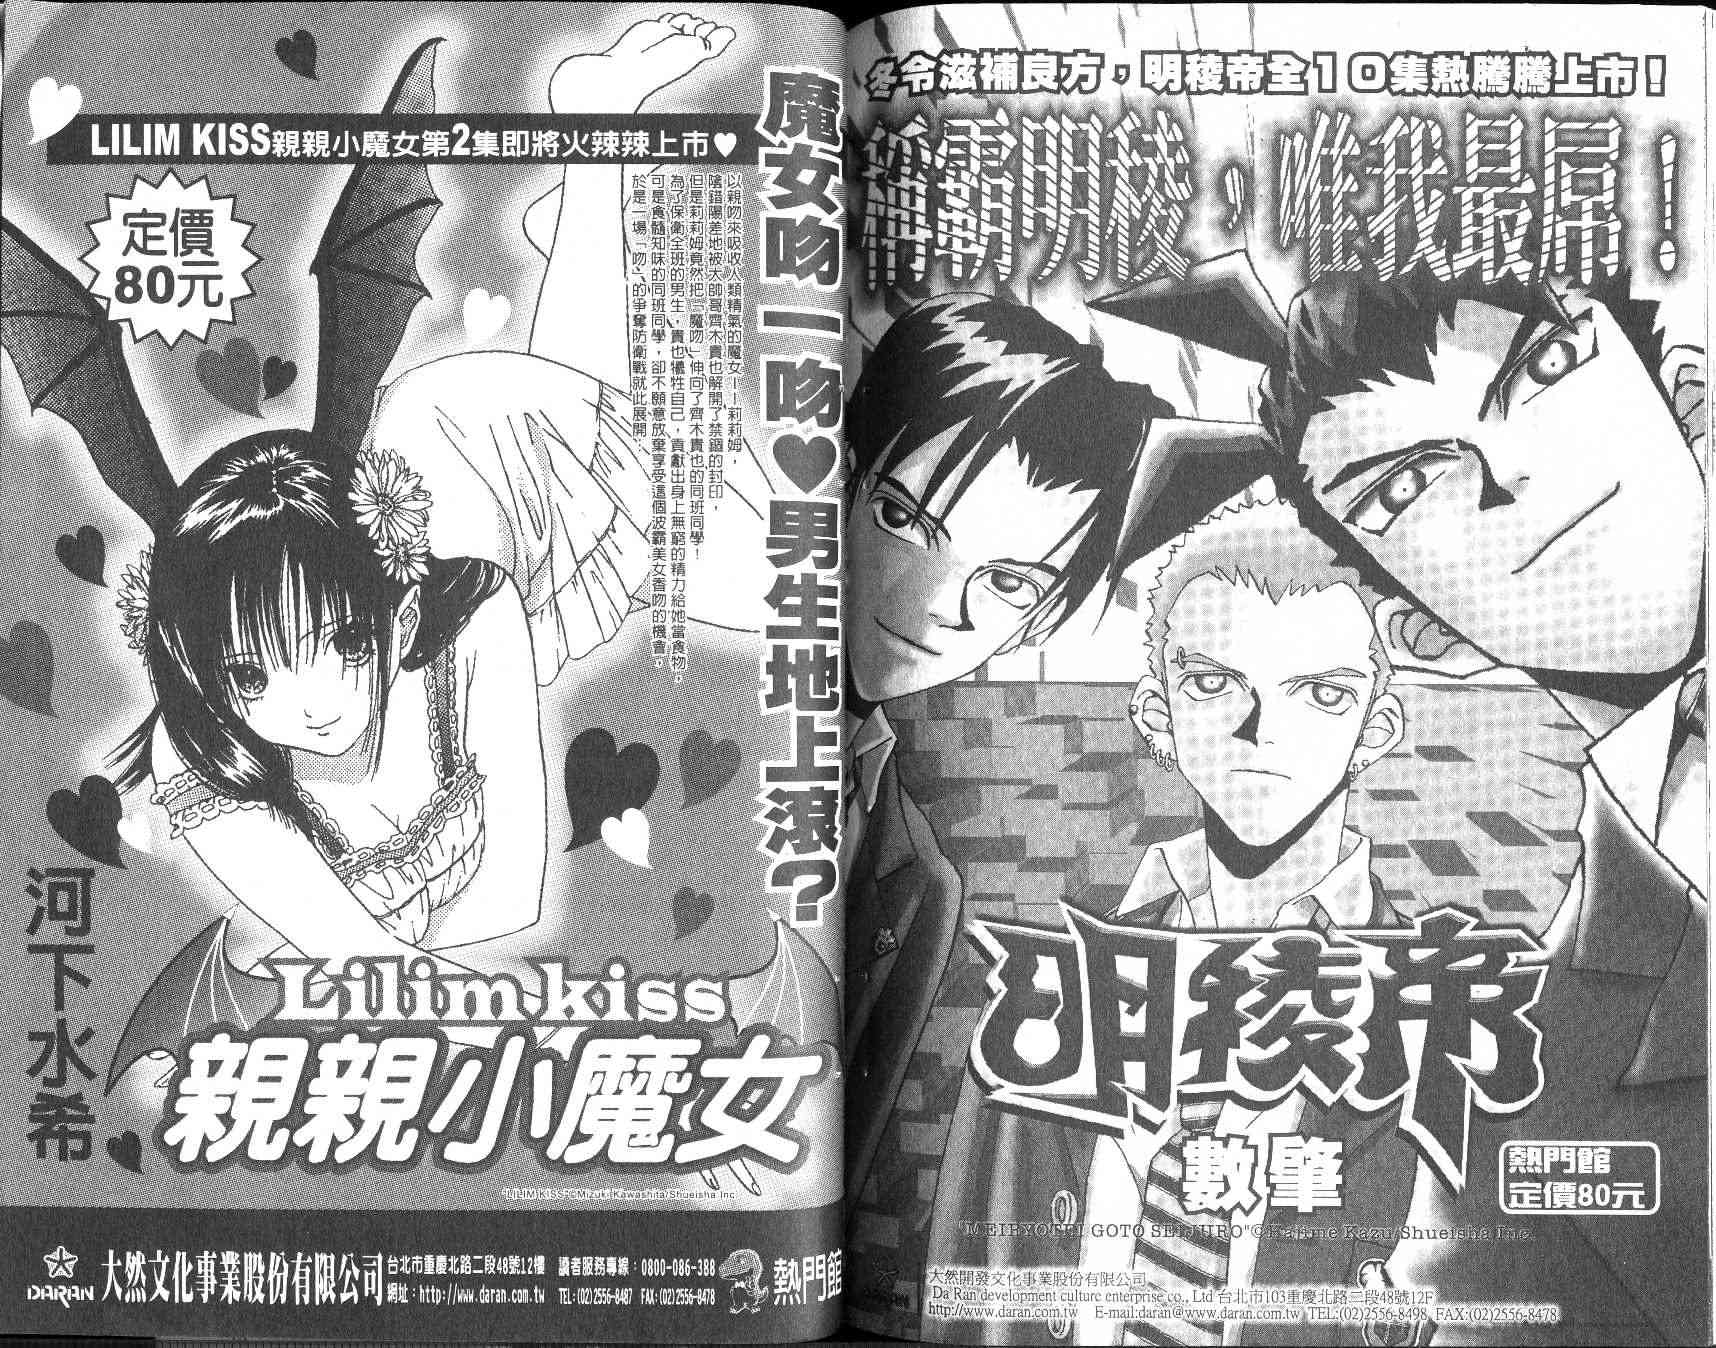 LILIM KISS親親小魔女第2集即將火辣辣上市♥
定價
80元
魔女吻一吻♥男生地上滾？
以親吻來吸收人類精氣的魔女──莉莉姆，
陰錯陽差地被大帥哥齊木貴也解開了禁錮的封印，
但是莉莉姆竟然把「魔吻」伸向了齊木貴也的同班同學！
為了保衛全班的男生，貴也犧牲自己，貢獻出身上無窮的精力給她當食物，
可是食髓知味的同班同學，卻不願意放棄享受這個波霸美女香吻的機會，
於是一場「吻」的爭奪防衛戰就此展開…
河下水希
Lilim kiss
親親小魔女
"LILIM KISS"©Mizuki Kawashita/Shueisha Inc
DARAN
大然文化事業股份有限公司
台北市重慶北路二段48號12樓 讀者服務專線：0800-086-388
網址：http://www.daran.com.tw TEL:(02)2556-8487 FAX:(02)2556-8478
熱門館
冬令滋補良方，明稜帝全10集熱騰騰上市！
稱霸明稜，唯我最屌！
明稜帝
數肇
熱門館
定價80元
"MEIRYOTEI GOTO SEIJURO"©Hajime Kazu/Shueisha Inc.
大然開發文化事業股份有限公司
Da Ran development culture enterprise co., Ltd 台北市103重慶北路二段48號12F
http://www.daran.com.tw E-mail:daran@www.daran.com.tw TEL:(02)2556-8498 FAX:(02)2556-8478